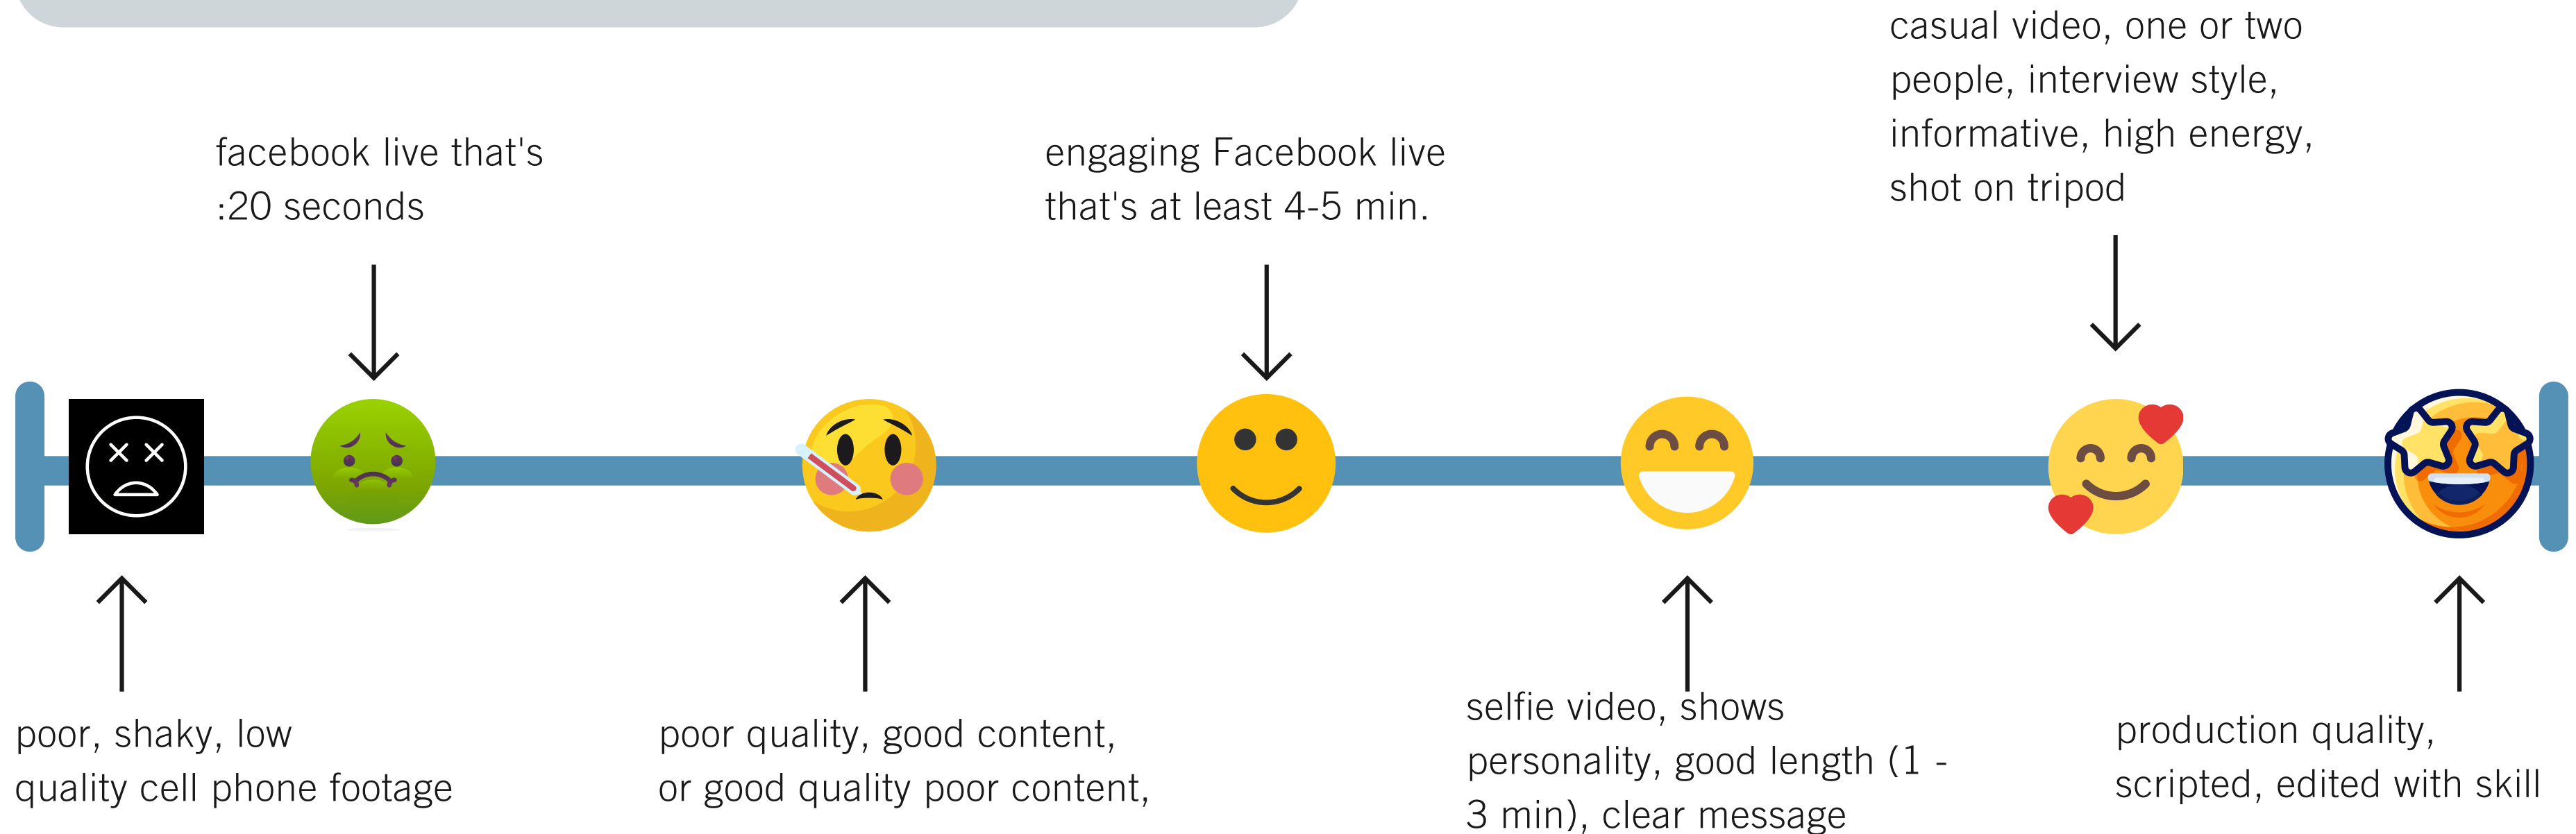 casual video, one or two
people, interview style,
informative, high energy,
shot on tripod
facebook live that's
:20 seconds
engaging Facebook live
that's at least 4-5 min.
poor, shaky, low
quality cell phone footage
poor quality, good content,
or good quality poor content,
selfie video, shows
personality, good length (1 -
3 min), clear message
production quality,
scripted, edited with skill